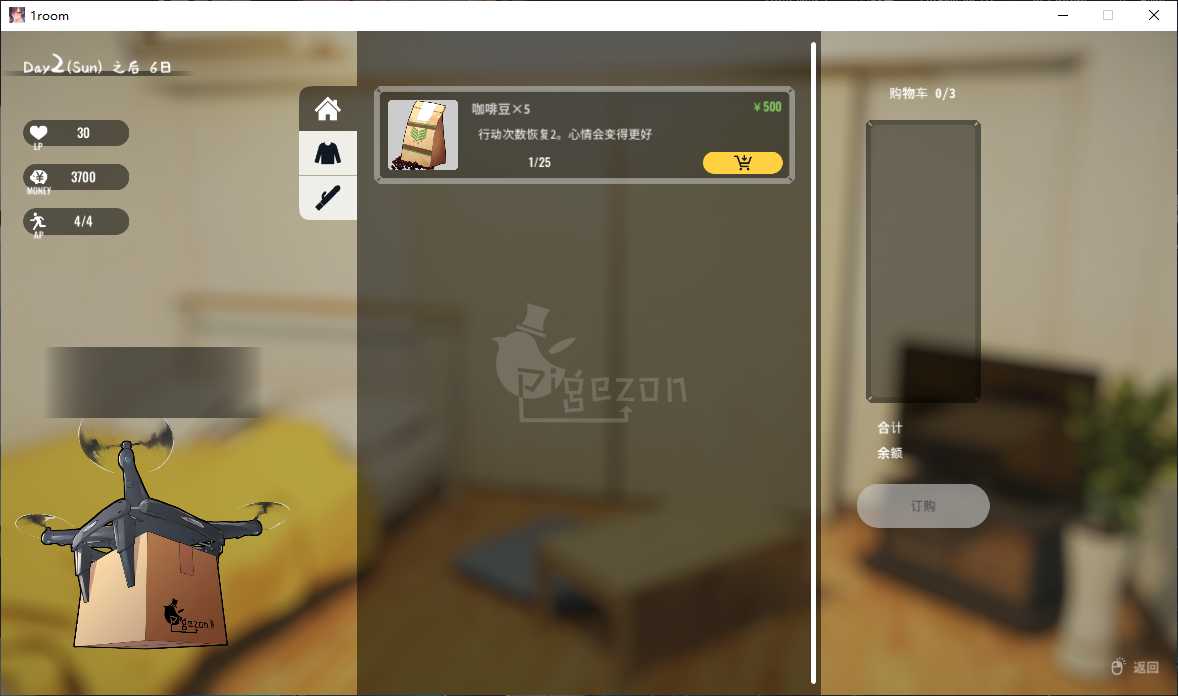 1room
Day2(Sun) 之后 6日
30
LP
3700
MONEY
4/4
AP
咖啡豆×5
¥500
行动次数恢复2。心情会变得更好
1/25
Pigezon
Pigezon
购物车 0/3
合计
余额
订购
返回